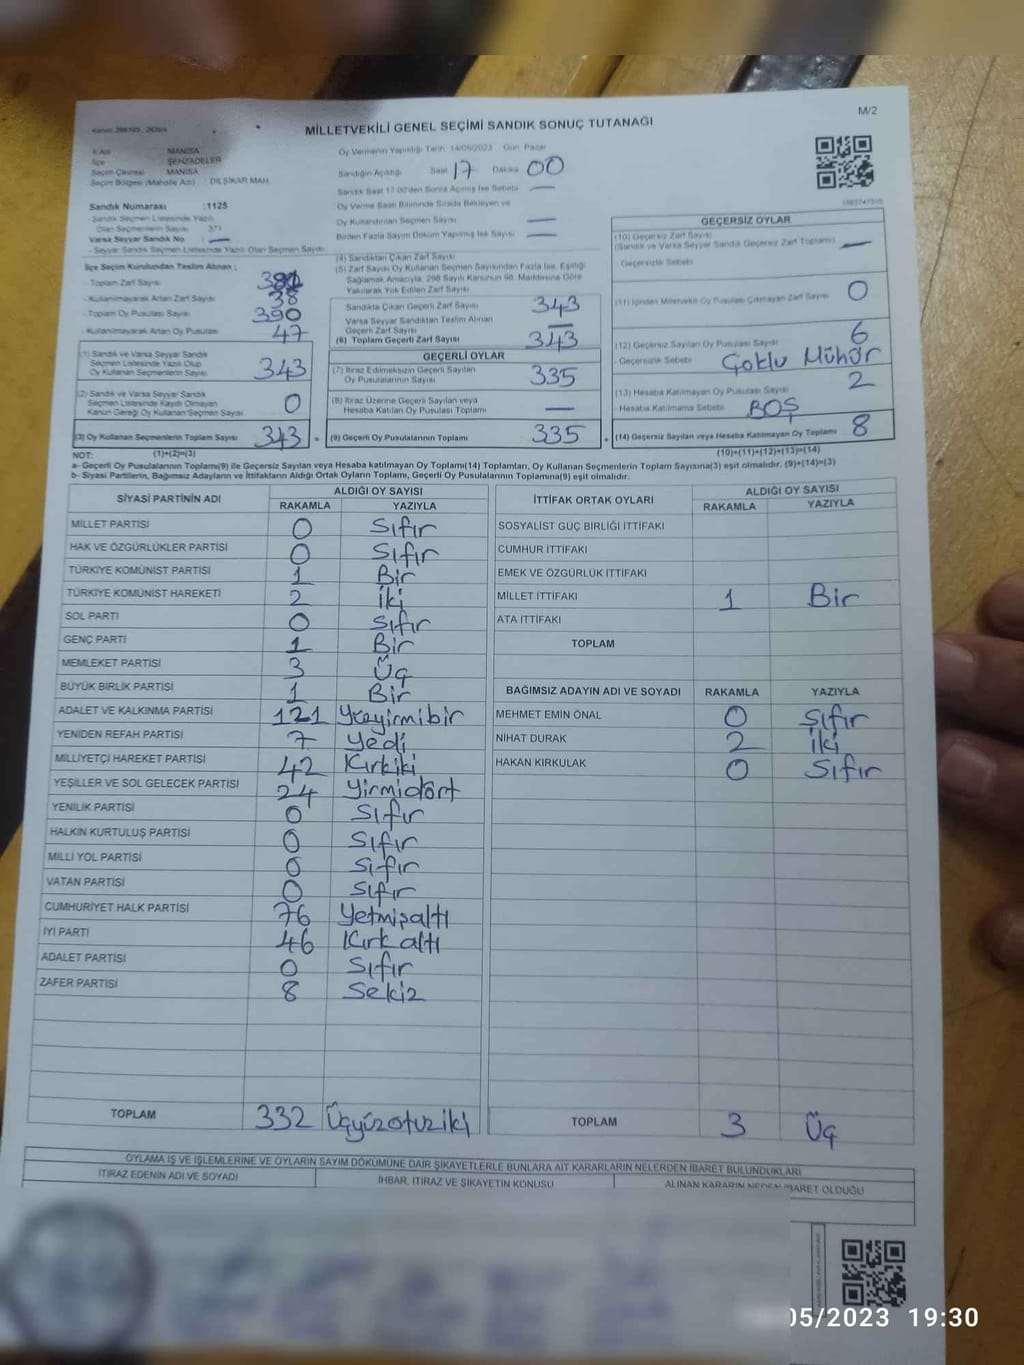 M/2
MİLLETVEKİLİ GENEL SEÇİMİ SANDIK SONUÇ TUTANAĞI
İl Adı : MANİSA
İlçe ŞEHZADELER
Seçim Çevresi MANİSA
Seçim Bölgesi (Mahalle Adı) : DİLŞİKAR MAH.
Sandık Numarası :1125
- Sandık Seçmen Listesinde Yazılı
Olan Seçmenlerin Sayısı 371
Varsa Seyyar Sandık No : —
- Seyyar Sandık Seçmen Listesinde Yazılı Olan Seçmen Sayısı
Oy Vermenin Yapıldığı Tarih: 14/05/2023 Gün: Pazar
Sandığın Açıldığı Saat 17 Dakika 00
Sandık Saat 17.00'den Sonra Açılmış İse Sebebi —
Oy Verme Saati Bitiminde Sırada Bekleyen ve
Oy Kullandırılan Seçmen Sayısı —
Birden Fazla Sayım Döküm Yapılmış İse Sayısı —
İlçe Seçim Kurulundan Teslim Alınan ;
- Toplam Zarf Sayısı
- Kullanılmayarak Artan Zarf Sayısı 38
- Toplam Oy Pusulası Sayısı 390
- Kullanılmayarak Artan Oy Pusulası 47
(1) Sandık ve Varsa Seyyar Sandık
Seçmen Listesinde Yazılı Olup
Oy Kullanan Seçmenlerin Sayısı 343
(2) Sandık ve Varsa Seyyar Sandık
Seçmen Listesinde Kaydı Olmayan
Kanun Gereği Oy Kullanan Seçmen Sayısı 0
(3) Oy Kullanan Seçmenlerin Toplam Sayısı 343
(4) Sandıktan Çıkan Zarf Sayısı
(5) Zarf Sayısı Oy Kullanan Seçmen Sayısından Fazla İse, Eşitliği
Sağlamak Amacıyla, 298 Sayılı Kanunun 98. Maddesine Göre
Yakılarak Yok Edilen Zarf Sayısı
Sandıkta Çıkan Geçerli Zarf Sayısı 343
Varsa Seyyar Sandıktan Teslim Alınan
Geçerli Zarf Sayısı —
(6) Toplam Geçerli Zarf Sayısı 343
GEÇERLİ OYLAR
(7) İtiraz Edilmeksizin Geçerli Sayılan
Oy Pusulalarının Sayısı 335
(8) İtiraz Üzerine Geçerli Sayılan veya
Hesaba Katılan Oy Pusulası Toplamı —
= (9) Geçerli Oy Pusulalarının Toplamı 335
GEÇERSİZ OYLAR
(10) Geçersiz Zarf Sayısı
(Sandık ve Varsa Seyyar Sandık Geçersiz Zarf Toplamı) —
Geçersizlik Sebebi
(11) İçinden Milletvekili Oy Pusulası Çıkmayan Zarf Sayısı 0
(12) Geçersiz Sayılan Oy Pusulası Sayısı 6
Geçersizlik Sebebi Çoklu Mühür
(13) Hesaba Katılmayan Oy Pusulası Sayısı 2
Hesaba Katılmama Sebebi BOŞ
+ (14) Geçersiz Sayılan veya Hesaba Katılmayan Oy Toplamı 8
NOT: (1)+(2)=(3) (10)+(11)+(12)+(13)=(14)
a- Geçerli Oy Pusulalarının Toplamı(9) ile Geçersiz Sayılan veya Hesaba katılmayan Oy Toplamı(14) Toplamları, Oy Kullanan Seçmenlerin Toplam Sayısına(3) eşit olmalıdır. (9)+(14)=(3)
b- Siyasi Partilerin, Bağımsız Adayların ve İttifakların Aldığı Ortak Oyların Toplamı, Geçerli Oy Pusulalarının Toplamına(9) eşit olmalıdır.
SİYASİ PARTİNİN ADI ALDIĞI OY SAYISI
RAKAMLA YAZIYLA
MİLLET PARTİSİ 0 Sıfır
HAK VE ÖZGÜRLÜKLER PARTİSİ 0 Sıfır
TÜRKİYE KOMÜNİST PARTİSİ 1 Bir
TÜRKİYE KOMÜNİST HAREKETİ 2 İki
SOL PARTİ 0 Sıfır
GENÇ PARTİ 1 Bir
MEMLEKET PARTİSİ 3 Üç
BÜYÜK BİRLİK PARTİSİ 1 Bir
ADALET VE KALKINMA PARTİSİ 121 Yüzyirmibir
YENİDEN REFAH PARTİSİ 7 Yedi
MİLLİYETÇİ HAREKET PARTİSİ 42 Kırkiki
YEŞİLLER VE SOL GELECEK PARTİSİ 24 Yirmidört
YENİLİK PARTİSİ 0 Sıfır
HALKIN KURTULUŞ PARTİSİ 0 Sıfır
MİLLİ YOL PARTİSİ 0 Sıfır
VATAN PARTİSİ 0 Sıfır
CUMHURİYET HALK PARTİSİ 76 Yetmişaltı
İYİ PARTİ 46 Kırkaltı
ADALET PARTİSİ 0 Sıfır
ZAFER PARTİSİ 8 Sekiz
TOPLAM 332 Üçyüzotuziki
İTTİFAK ORTAK OYLARI ALDIĞI OY SAYISI
RAKAMLA YAZIYLA
SOSYALİST GÜÇ BİRLİĞİ İTTİFAKI
CUMHUR İTTİFAKI
EMEK VE ÖZGÜRLÜK İTTİFAKI
MİLLET İTTİFAKI 1 Bir
ATA İTTİFAKI
TOPLAM
BAĞIMSIZ ADAYIN ADI VE SOYADI RAKAMLA YAZIYLA
MEHMET EMİN ÖNAL 0 Sıfır
NİHAT DURAK 2 İki
HAKAN KIRKULAK 0 Sıfır
TOPLAM 3 Üç
OYLAMA İŞ VE İŞLEMLERİNE VE OYLARIN SAYIM DÖKÜMÜNE DAİR ŞİKAYETLERLE BUNLARA AİT KARARLARIN NELERDEN İBARET BULUNDUKLARI
İTİRAZ EDENİN ADI VE SOYADI İHBAR, İTİRAZ VE ŞİKAYETİN KONUSU ALINAN KARARIN NEDEN İBARET OLDUĞU
05/2023 19:30